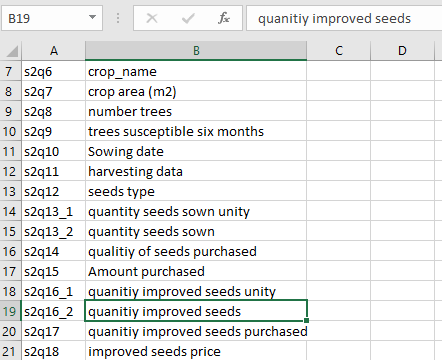 B19 fx quanitiy improved seeds
A B C D
7 s2q6 crop_name
8 s2q7 crop area (m2)
9 s2q8 number trees
10 s2q9 trees susceptible six months
11 s2q10 Sowing date
12 s2q11 harvesting data
13 s2q12 seeds type
14 s2q13_1 quantity seeds sown unity
15 s2q13_2 quantity seeds sown
16 s2q14 qualitiy of seeds purchased
17 s2q15 Amount purchased
18 s2q16_1 quanitiy improved seeds unity
19 s2q16_2 quanitiy improved seeds
20 s2q17 quanitiy improved seeds purchased
21 s2q18 improved seeds price